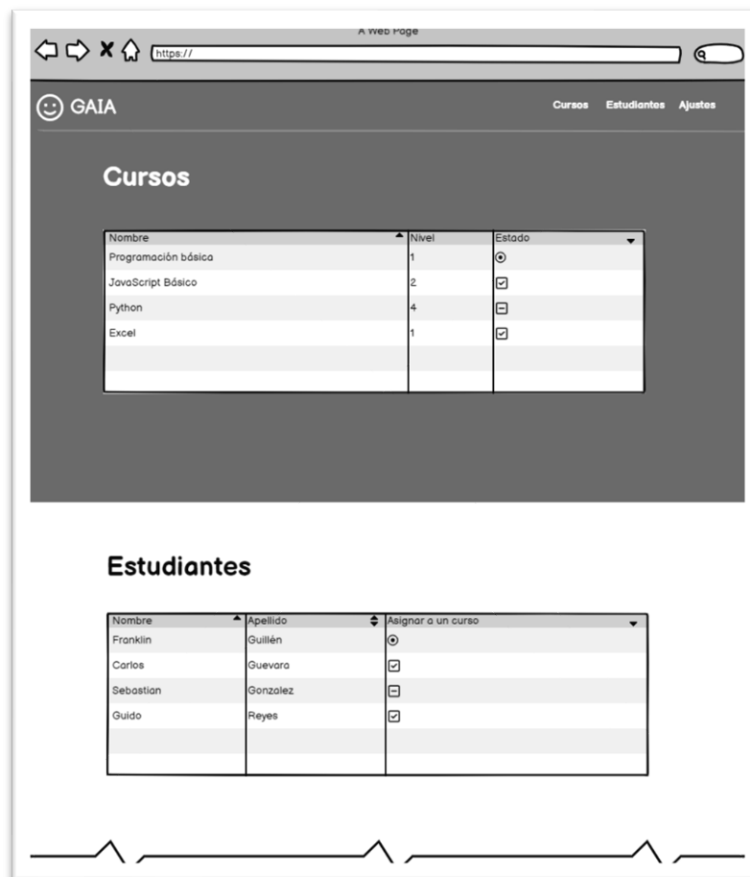 A Web Page
https://
GAIA
Cursos Estudiantes Ajustes
Cursos
Nombre Nivel Estado
Programación básica 1
JavaScript Básico 2
Python 4
Excel 1
Estudiantes
Nombre Apellido Asignar a un curso
Franklin Guillén
Carlos Guevara
Sebastian Gonzalez
Guido Reyes